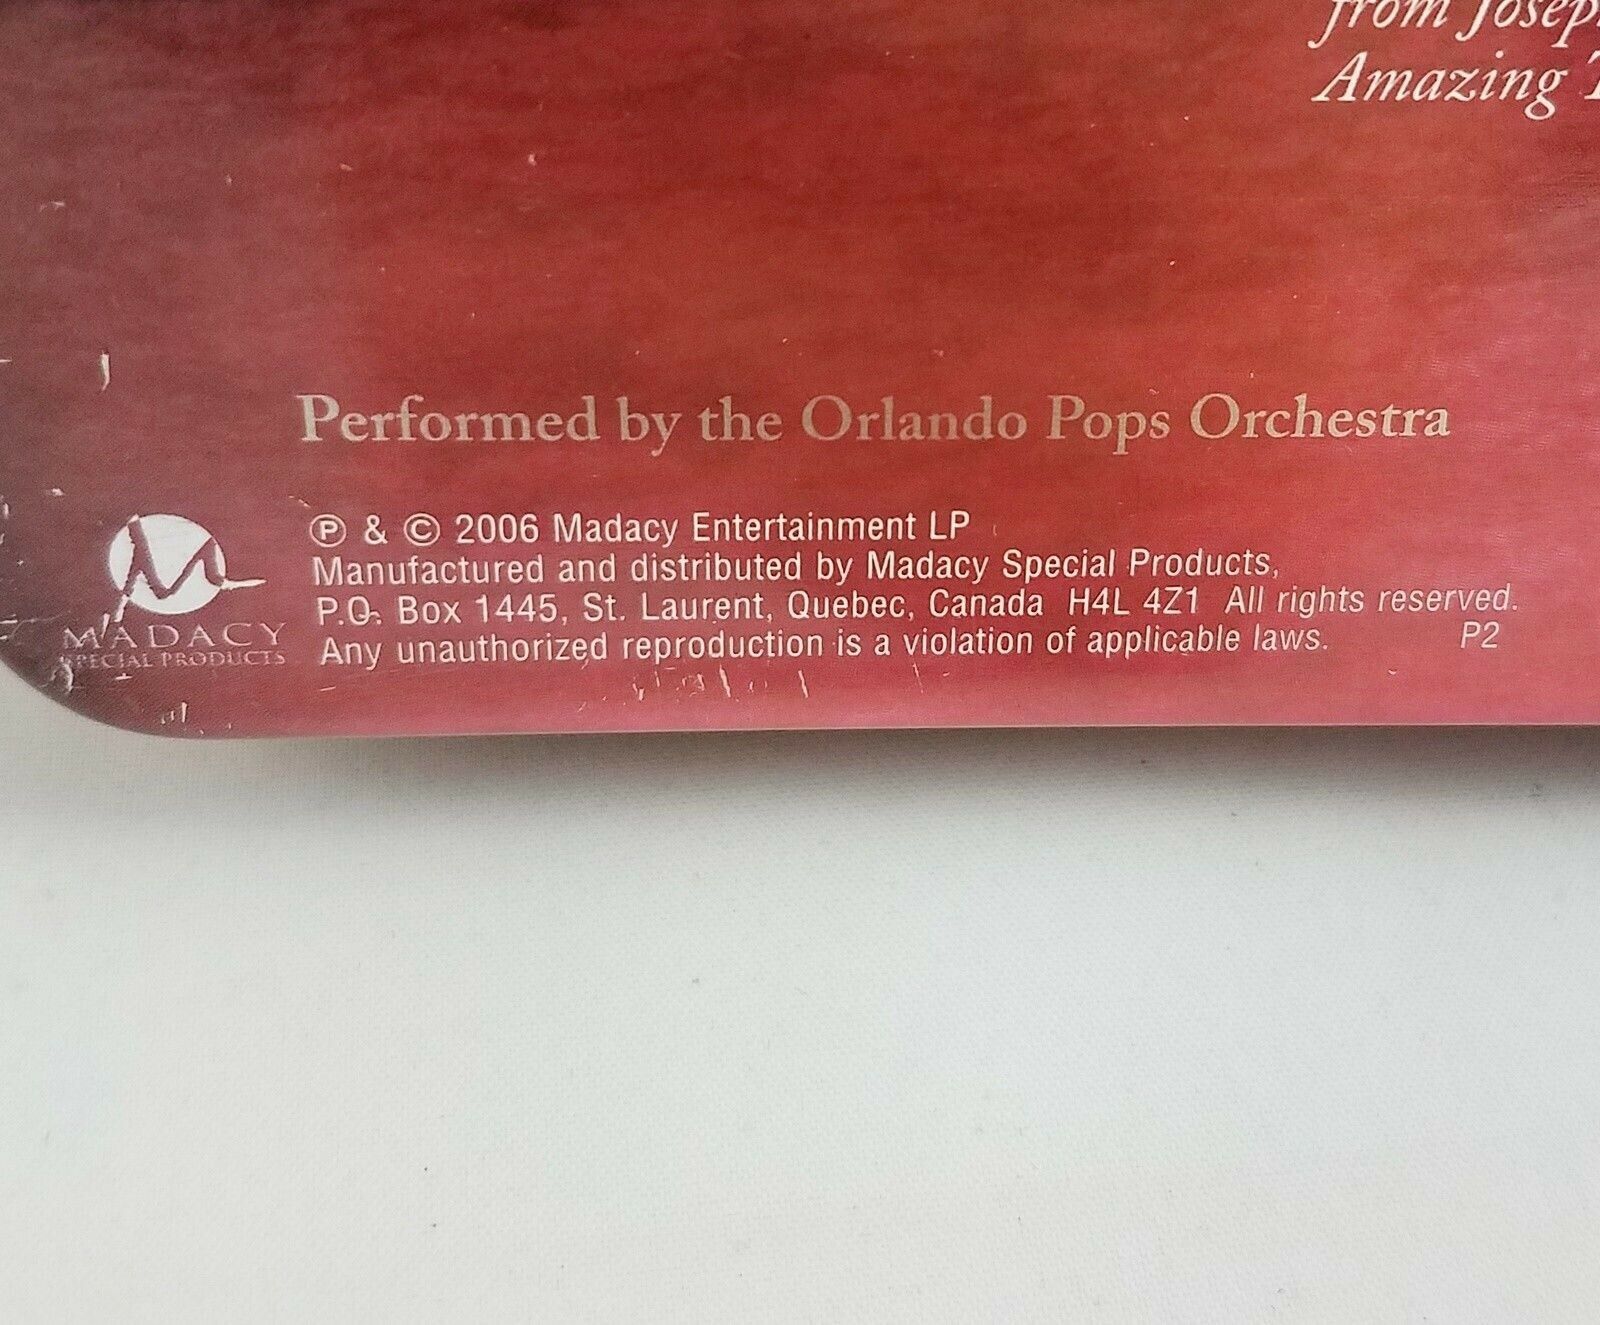 from
Amazing
Performed by the Orlando Pops Orchestra
℗ & © 2006 Madacy Entertainment LP
Manufactured and distributed by Madacy Special Products,
P.O. Box 1445, St. Laurent, Quebec, Canada H4L 4Z1 All rights reserved.
Any unauthorized reproduction is a violation of applicable laws. P2
MADACY
SPECIAL PRODUCTS